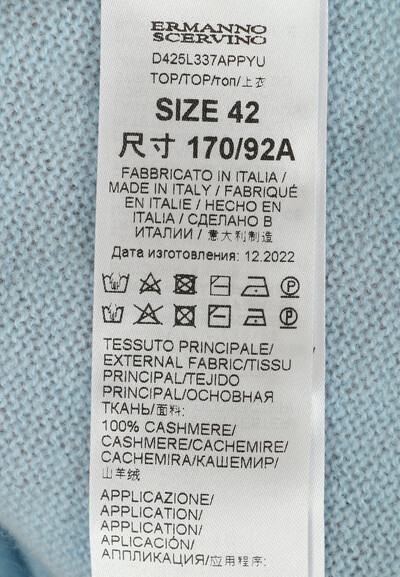 ERMANNO
SCERVINO
D425L337APPYU
TOP/TOP/топ/上衣
SIZE 42
尺寸 170/92A
FABBRICATO IN ITALIA /
MADE IN ITALY / FABRIQUÉ
EN ITALIE / HECHO EN
ITALIA / СДЕЛАНО В
ИТАЛИИ / 意大利制造
Дата изготовления: 12.2022
TESSUTO PRINCIPALE/
EXTERNAL FABRIC/TISSU
PRINCIPAL/TEJIDO
PRINCIPAL/ОСНОВНАЯ
ТКАНЬ/面料:
100% CASHMERE/
CASHMERE/CACHEMIRE/
CACHEMIRA/КАШЕМИР/
山羊绒
APPLICAZIONE/
APPLICATION/
APPLICATION/
APLICACIÓN/
АППЛИКАЦИЯ/应用程序: